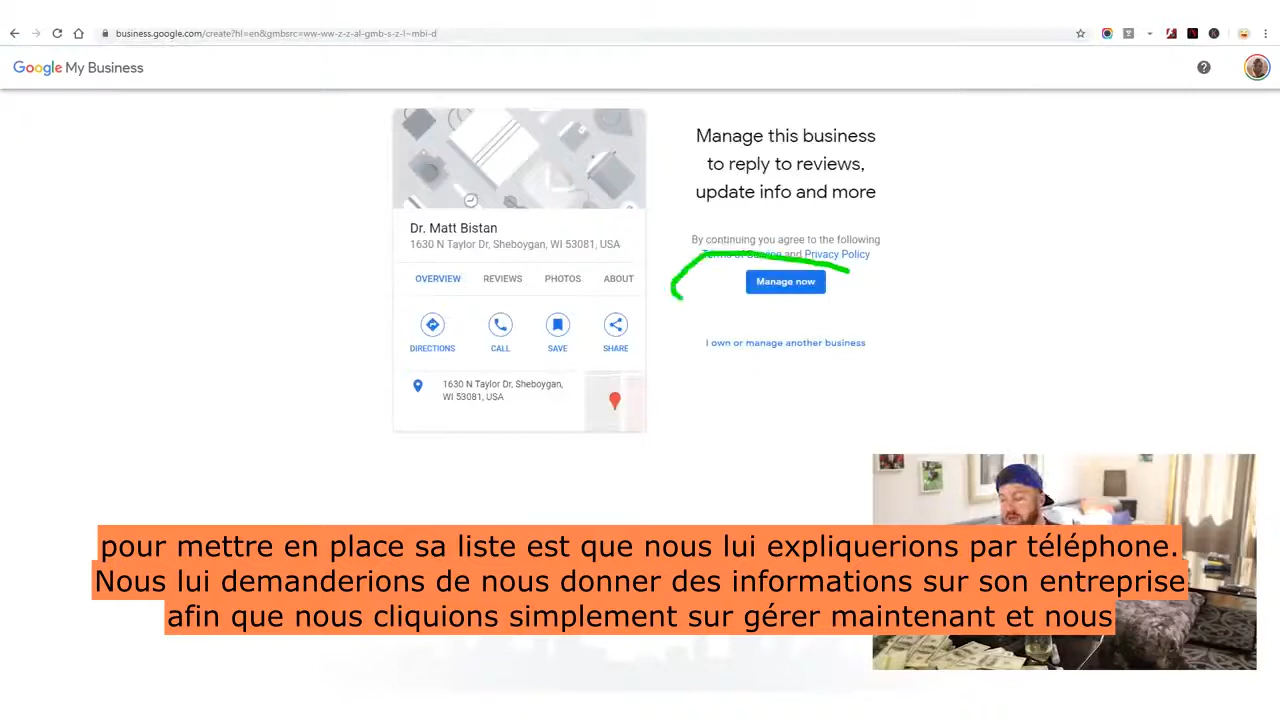 business.google.com/create?hl=en&gmbsrc=ww-ww-z-z-al-gmb-s-z-l~mbi-d
Google My Business
Manage this business
to reply to reviews,
update info and more
By continuing you agree to the following
Terms of Service and Privacy Policy
Manage now
I own or manage another business
Dr. Matt Bistan
1630 N Taylor Dr, Sheboygan, WI 53081, USA
OVERVIEW REVIEWS PHOTOS ABOUT
DIRECTIONS CALL SAVE SHARE
1630 N Taylor Dr, Sheboygan,
WI 53081, USA
pour mettre en place sa liste est que nous lui expliquerions par téléphone.
Nous lui demanderions de nous donner des informations sur son entreprise
afin que nous cliquions simplement sur gérer maintenant et nous